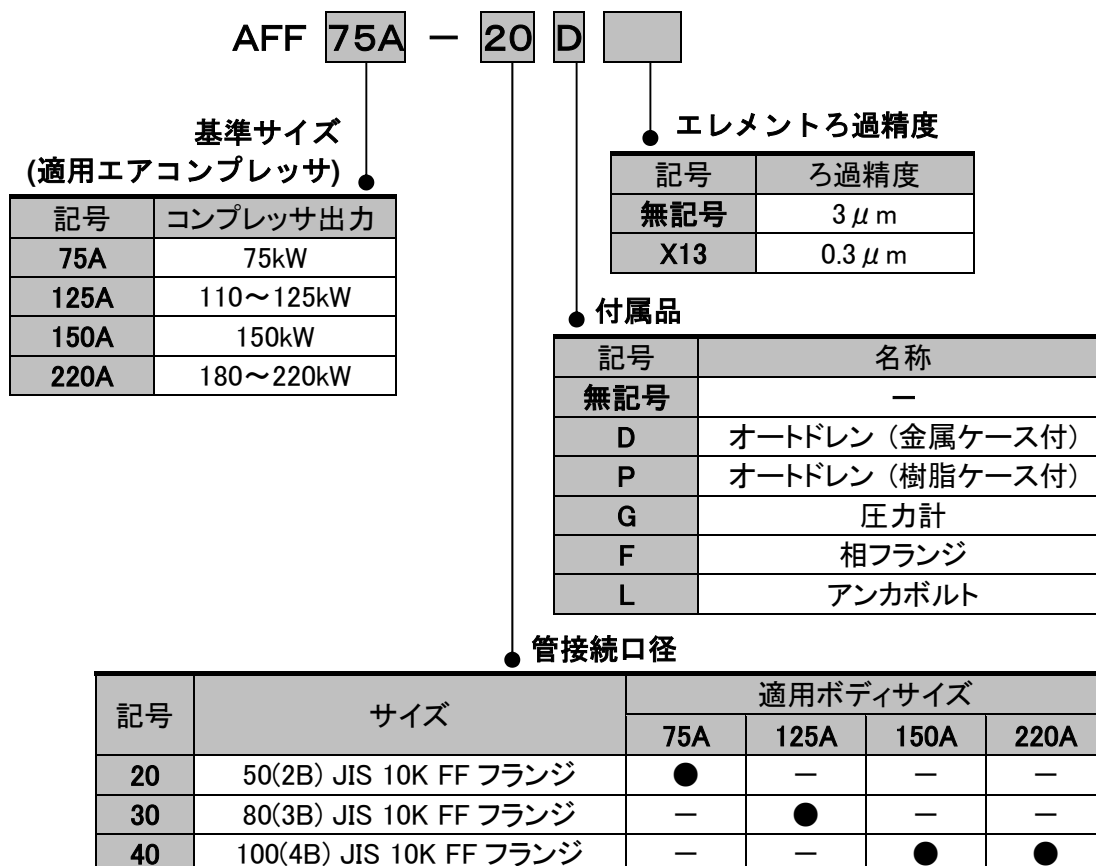 AFF 75A － 20 D
基準サイズ
(適用エアコンプレッサ)
記号 コンプレッサ出力
75A 75kW
125A 110～125kW
150A 150kW
220A 180～220kW
エレメントろ過精度
記号 ろ過精度
無記号 3μm
X13 0.3μm
付属品
記号 名称
無記号 －
D オートドレン（金属ケース付）
P オートドレン（樹脂ケース付）
G 圧力計
F 相フランジ
L アンカボルト
管接続口径
記号 サイズ 適用ボディサイズ
75A 125A 150A 220A
20 50(2B) JIS 10K FF フランジ ● － － －
30 80(3B) JIS 10K FF フランジ － ● － －
40 100(4B) JIS 10K FF フランジ － － ● ●